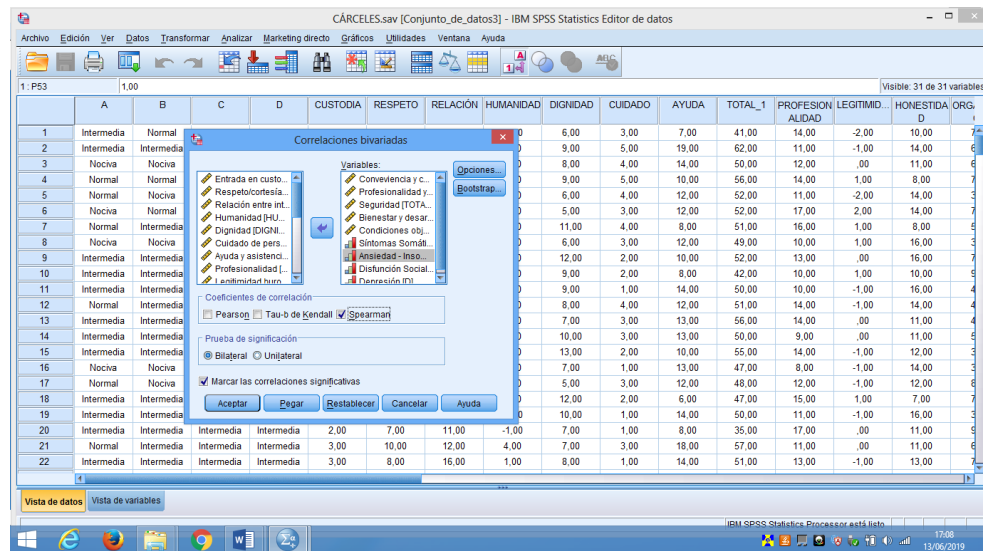 CÁRCELES.sav [Conjunto_de_datos3] - IBM SPSS Statistics Editor de datos
Archivo Edición Ver Datos Transformar Analizar Marketing directo Gráficos Utilidades Ventana Ayuda
1 : P53 1,00 Visible: 31 de 31 variables
A B C D CUSTODIA RESPETO RELACIÓN HUMANIDAD DIGNIDAD CUIDADO AYUDA TOTAL_1 PROFESIONALIDAD LEGITIMID... HONESTIDAD
1 Intermedia Normal 6,00 3,00 7,00 41,00 14,00 -2,00 10,00
2 Intermedia Intermedia 9,00 5,00 19,00 62,00 11,00 -1,00 14,00
3 Nociva Nociva 8,00 4,00 14,00 50,00 12,00 ,00 11,00
4 Normal Normal 9,00 5,00 10,00 56,00 14,00 1,00 8,00
5 Normal Nociva 6,00 4,00 12,00 52,00 11,00 -2,00 14,00
6 Nociva Normal 5,00 3,00 12,00 52,00 17,00 2,00 14,00
7 Normal Intermedia 11,00 4,00 8,00 51,00 16,00 1,00 8,00
8 Nociva Nociva 6,00 3,00 12,00 49,00 10,00 1,00 16,00
9 Intermedia Intermedia 12,00 2,00 10,00 52,00 13,00 ,00 16,00
10 Intermedia Intermedia 9,00 2,00 8,00 42,00 10,00 1,00 10,00
11 Intermedia Normal 9,00 1,00 14,00 50,00 10,00 -1,00 16,00
12 Normal Intermedia 8,00 4,00 12,00 51,00 14,00 -1,00 14,00
13 Intermedia Intermedia 7,00 3,00 13,00 56,00 14,00 ,00 11,00
14 Intermedia Intermedia 10,00 3,00 13,00 50,00 9,00 ,00 11,00
15 Intermedia Intermedia 13,00 2,00 10,00 55,00 14,00 -1,00 12,00
16 Nociva Nociva 7,00 1,00 13,00 47,00 8,00 -1,00 14,00
17 Normal Normal 5,00 3,00 12,00 48,00 12,00 -1,00 12,00
18 Intermedia Intermedia 12,00 2,00 6,00 47,00 15,00 1,00 7,00
19 Intermedia Normal 10,00 1,00 14,00 50,00 11,00 -1,00 16,00
20 Intermedia Intermedia Intermedia Intermedia 2,00 7,00 11,00 -1,00 7,00 1,00 8,00 35,00 17,00 ,00 11,00
21 Normal Intermedia Intermedia Intermedia 3,00 10,00 12,00 4,00 7,00 3,00 18,00 57,00 11,00 ,00 11,00
22 Intermedia Intermedia Intermedia Intermedia 3,00 8,00 16,00 1,00 8,00 1,00 14,00 51,00 13,00 -1,00 13,00
Correlaciones bivariadas
Variables:
Entrada en custo...
Respeto/cortesía...
Relación entre int...
Humanidad [HU...
Dignidad [DIGNI...
Cuidado de pers...
Ayuda y asistenci...
Profesionalidad [...
Legitimidad buro...
Conveviencia y c...
Profesionalidad y...
Seguridad [TOTA...
Bienestar y desar...
Condiciones obj...
Síntomas Somáti...
Ansiedad - Inso...
Disfunción Social...
Depresión [D]
Opciones...
Bootstrap...
Coeficientes de correlación
Pearson Tau-b de Kendall Spearman
Prueba de significación
Bilateral Unilateral
Marcar las correlaciones significativas
Aceptar Pegar Restablecer Cancelar Ayuda
Vista de datos Vista de variables
IBM SPSS Statistics Processor está listo
17:08
13/06/2019